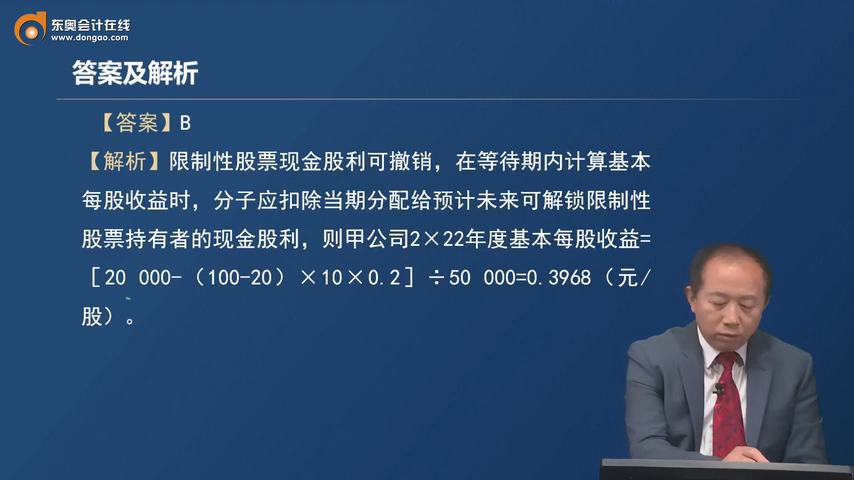 东奥会计在线
www.dongao.com
答案及解析
【答案】B
【解析】限制性股票现金股利可撤销，在等待期内计算基本
每股收益时，分子应扣除当期分配给预计未来可解锁限制性
股票持有者的现金股利，则甲公司2×22年度基本每股收益=
［20 000-（100-20）×10×0.2］÷50 000=0.3968（元/
股）。